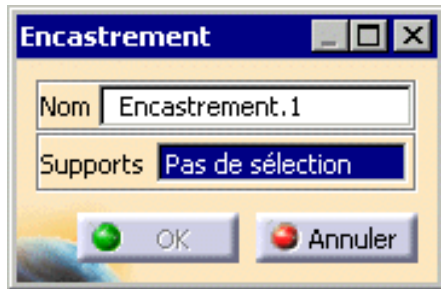 Encastrement
Nom Encastrement.1
Supports Pas de sélection
OK Annuler